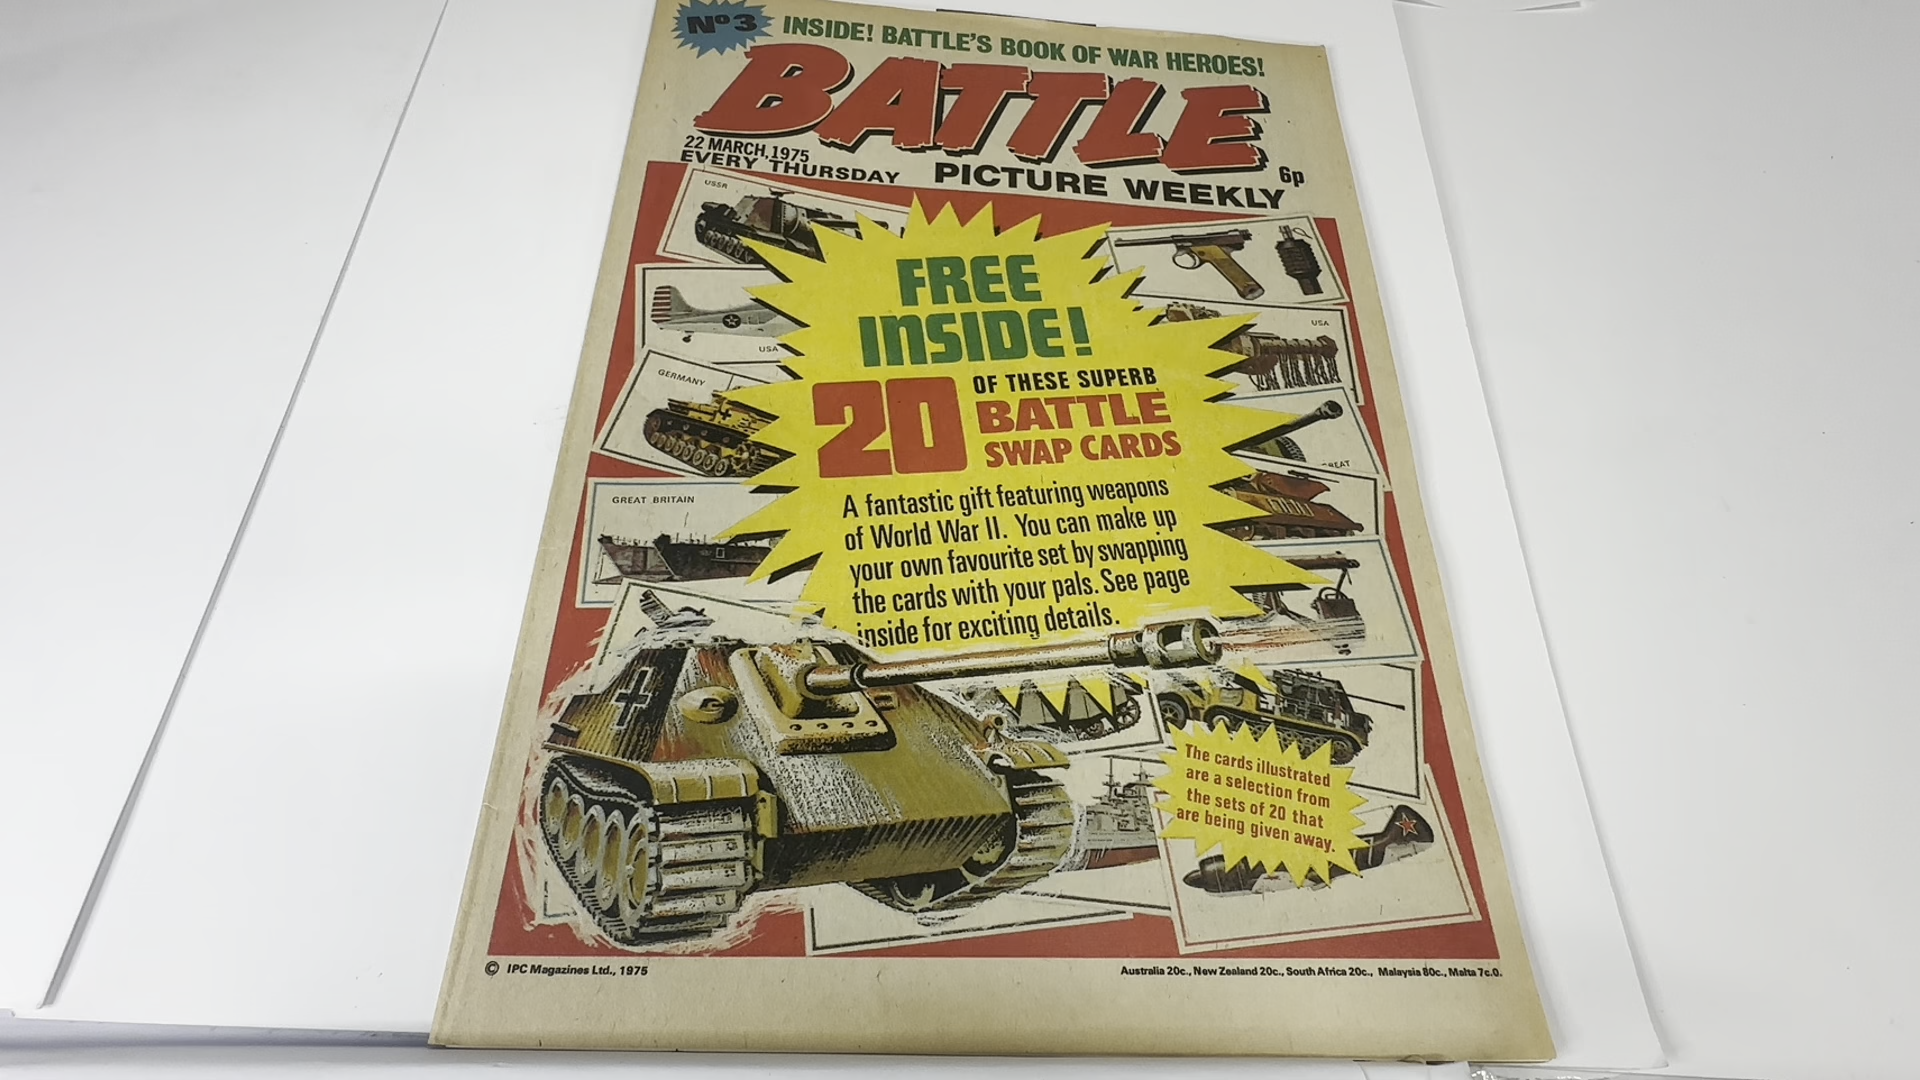 Nº3
INSIDE! BATTLE'S BOOK OF WAR HEROES!
BATTLE
22 MARCH, 1975
EVERY THURSDAY
PICTURE WEEKLY
6p
USSR
USA
GERMANY
GREAT BRITAIN
USA
FREE
INSIDE!
20
OF THESE SUPERB
BATTLE
SWAP CARDS
A fantastic gift featuring weapons
of World War II. You can make up
your own favourite set by swapping
the cards with your pals. See page
inside for exciting details.
The cards illustrated
are a selection from
the sets of 20 that
are being given away.
© IPC Magazines Ltd., 1975
Australia 20c., New Zealand 20c., South Africa 20c., Malaysia 80c., Malta 7c.0.